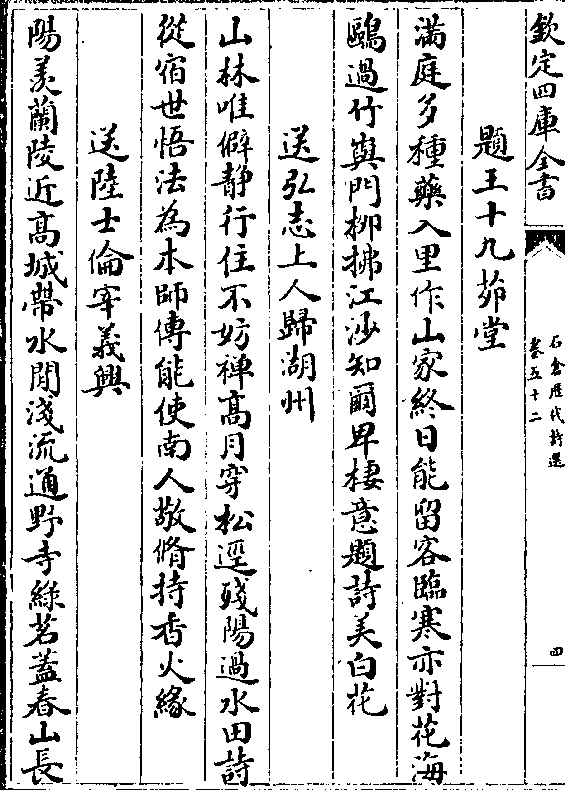 欽定四庫全書
石倉歷代詩選
卷五十二
四
題王十九茆堂
滿庭多種藥入里作山家終日能留客臨寒亦對花海
鷗過竹嶼門柳拂江沙知爾卑棲意題詩美白花
送弘志上人歸湖州
山林唯僻靜行住不妨禪高月穿松逕殘陽過水田詩
從宿世悟法為本師傳能使南人敬脩持香火緣
送陸士倫宰義興
陽羨蘭陵近高城帶水閒淺流通野寺綠茗蓋春山長